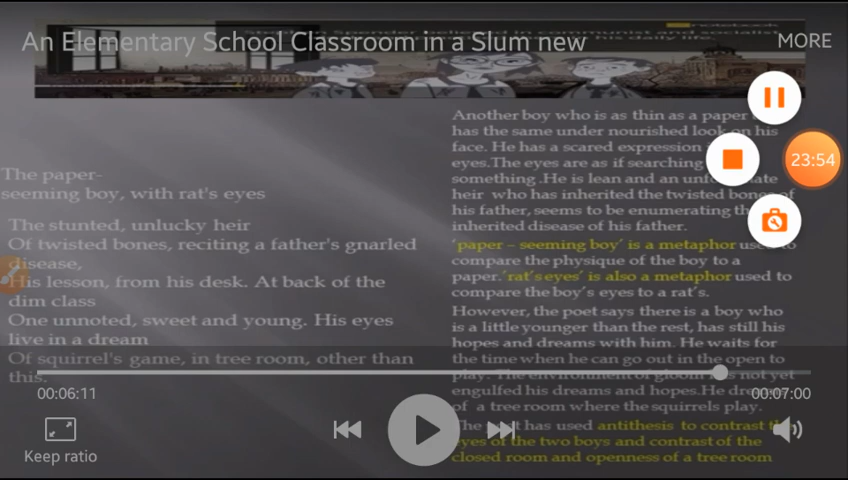 An Elementary School Classroom in a Slum new
MORE
notebook
his daily life.
Another boy who is as thin as a paper
has the same under nourished look on his
face. He has a scared expression
eyes.The eyes are as if searching
something .He is lean and an
heir who has inherited the twisted bones of
his father, seems to be enumerating
inherited disease of his father.
'paper – seeming boy' is a metaphor used to
compare the physique of the boy to a
paper.'rat's eyes' is also a metaphor used to
compare the boy's eyes to a rat's.
However, the poet says there is a boy who
is a little younger than the rest, has still his
hopes and dreams with him. He waits for
the time when he can go out in the open to
play. The environment of gloom has not yet
engulfed his dreams and hopes.He
of a tree room where the squirrels play.
has used antithesis to contrast
eyes of the two boys and contrast of the
closed room and openness of a tree room
The paper-
seeming boy, with rat's eyes
The stunted, unlucky heir
Of twisted bones, reciting a father's gnarled
disease,
His lesson, from his desk. At back of the
dim class
One unnoted, sweet and young. His eyes
live in a dream
Of squirrel's game, in tree room, other than
this.
23:54
00:06:11
00:07:00
Keep ratio